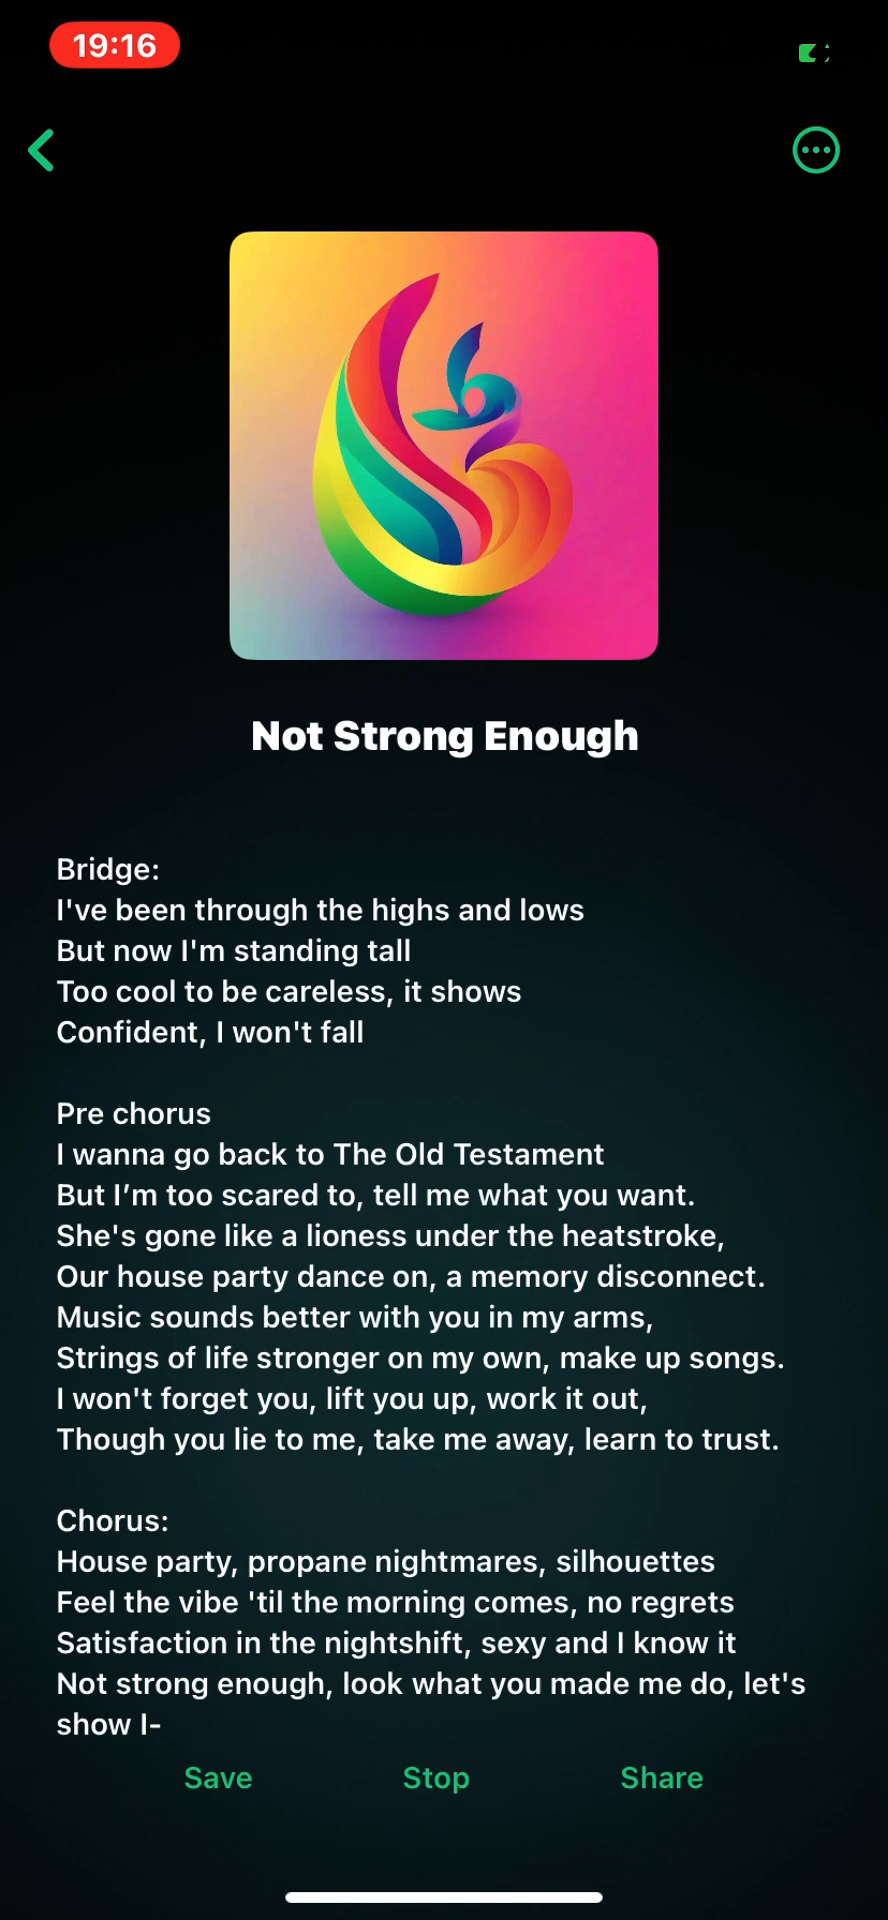 19:16
Not Strong Enough
Bridge:
I've been through the highs and lows
But now I'm standing tall
Too cool to be careless, it shows
Confident, I won't fall
Pre chorus
I wanna go back to The Old Testament
But I’m too scared to, tell me what you want.
She's gone like a lioness under the heatstroke,
Our house party dance on, a memory disconnect.
Music sounds better with you in my arms,
Strings of life stronger on my own, make up songs.
I won't forget you, lift you up, work it out,
Though you lie to me, take me away, learn to trust.
Chorus:
House party, propane nightmares, silhouettes
Feel the vibe 'til the morning comes, no regrets
Satisfaction in the nightshift, sexy and I know it
Not strong enough, look what you made me do, let's
show I-
Save Stop Share